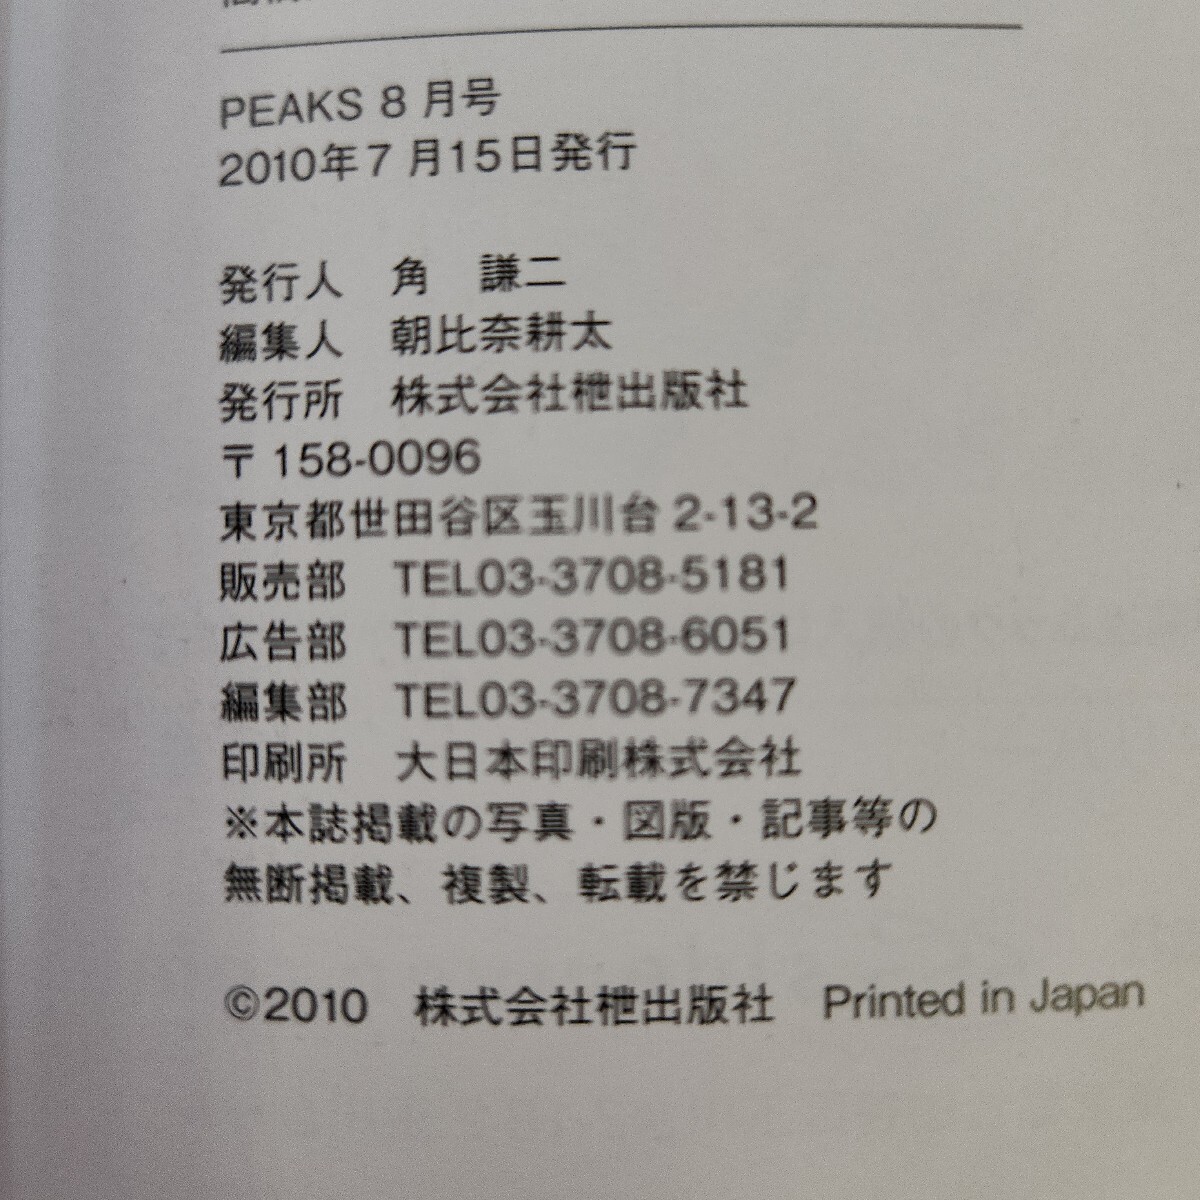 PEAKS 8 月号
2010年7 月15日発行
発行人　角　謙二
編集人　朝比奈耕太
発行所　株式会社枻出版社
〒158-0096
東京都世田谷区玉川台2-13-2
販売部　TEL03-3708-5181
広告部　TEL03-3708-6051
編集部　TEL03-3708-7347
印刷所　大日本印刷株式会社
※本誌掲載の写真・図版・記事等の
無断掲載、複製、転載を禁じます
©2010　株式会社枻出版社　Printed in Japan